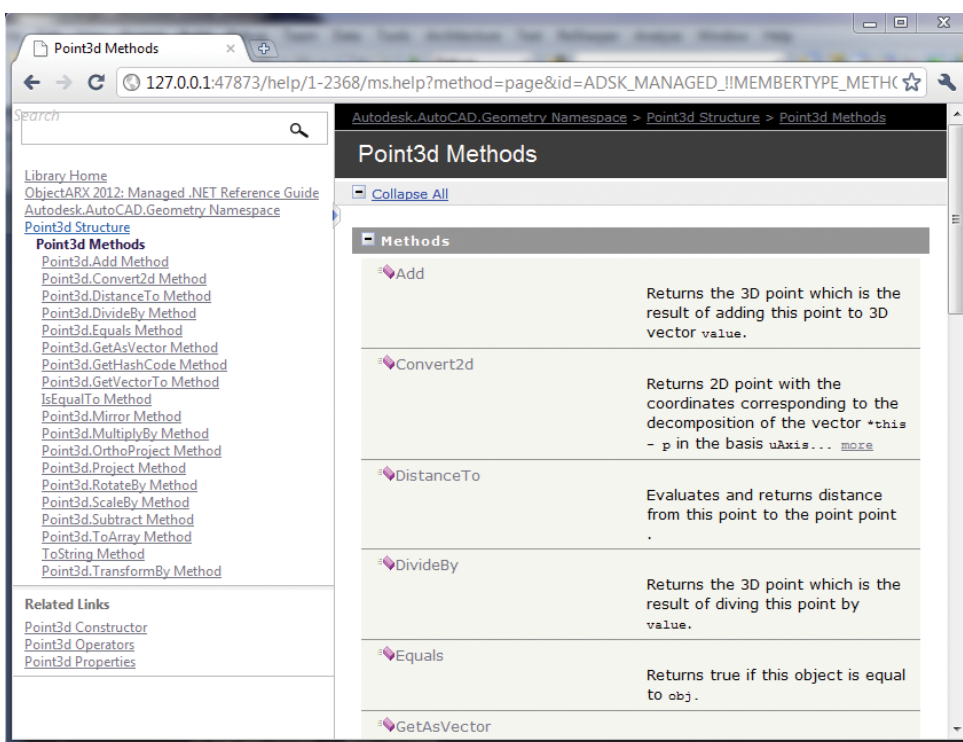 Point3d Methods
127.0.0.1:47873/help/1-2368/ms.help?method=page&id=ADSK_MANAGED_!!MEMBERTYPE_METH(
Search
Library Home
ObjectARX 2012: Managed .NET Reference Guide
Autodesk.AutoCAD.Geometry Namespace
Point3d Structure
Point3d Methods
Point3d.Add Method
Point3d.Convert2d Method
Point3d.DistanceTo Method
Point3d.DivideBy Method
Point3d.Equals Method
Point3d.GetAsVector Method
Point3d.GetHashCode Method
Point3d.GetVectorTo Method
IsEqualTo Method
Point3d.Mirror Method
Point3d.MultiplyBy Method
Point3d.OrthoProject Method
Point3d.Project Method
Point3d.RotateBy Method
Point3d.ScaleBy Method
Point3d.Subtract Method
Point3d.ToArray Method
ToString Method
Point3d.TransformBy Method
Related Links
Point3d Constructor
Point3d Operators
Point3d Properties
Autodesk.AutoCAD.Geometry Namespace > Point3d Structure > Point3d Methods
Point3d Methods
Collapse All
Methods
Add
Returns the 3D point which is the
result of adding this point to 3D
vector value.
Convert2d
Returns 2D point with the
coordinates corresponding to the
decomposition of the vector *this
- p in the basis uAxis... more
DistanceTo
Evaluates and returns distance
from this point to the point point
.
DivideBy
Returns the 3D point which is the
result of diving this point by
value.
Equals
Returns true if this object is equal
to obj.
GetAsVector